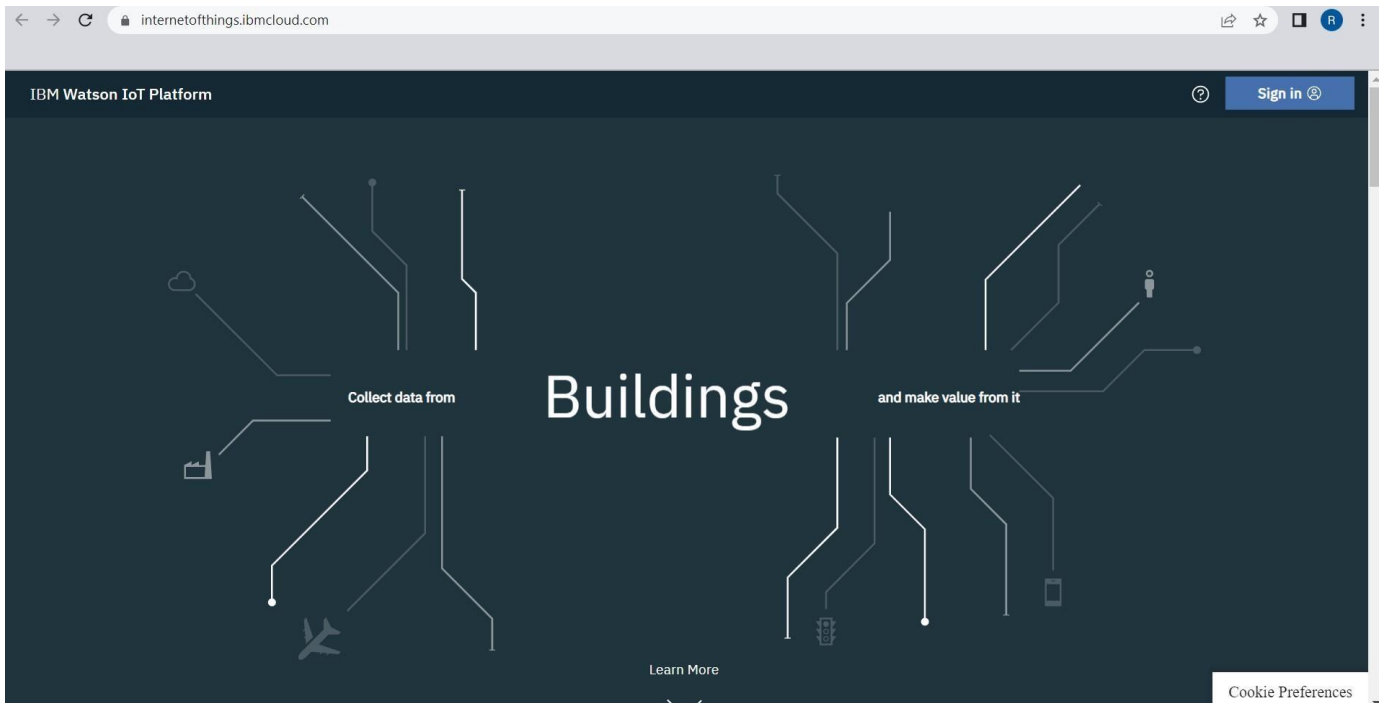 internetofthings.ibmcloud.com
R
IBM Watson IoT Platform
Sign in
Collect data from
Buildings
and make value from it
Learn More
Cookie Preferences